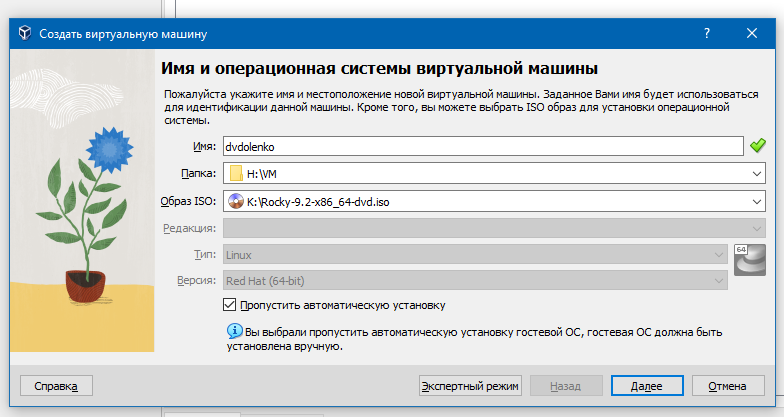 Создать виртуальную машину
?
Имя и операционная системы виртуальной машины
Пожалуйста укажите имя и местоположение новой виртуальной машины. Заданное Вами имя будет использоваться
для идентификации данной машины. Кроме того, вы можете выбрать ISO образ для установки операционной
системы.
Имя: dvdolenko
Папка: H:\VM
Образ ISO: K:\Rocky-9.2-x86_64-dvd.iso
Редакция:
Тип: Linux
64
Версия: Red Hat (64-bit)
Пропустить автоматическую установку
Вы выбрали пропустить автоматическую установку гостевой ОС, гостевая ОС должна быть
установлена вручную.
Справка Экспертный режим Назад Далее Отмена